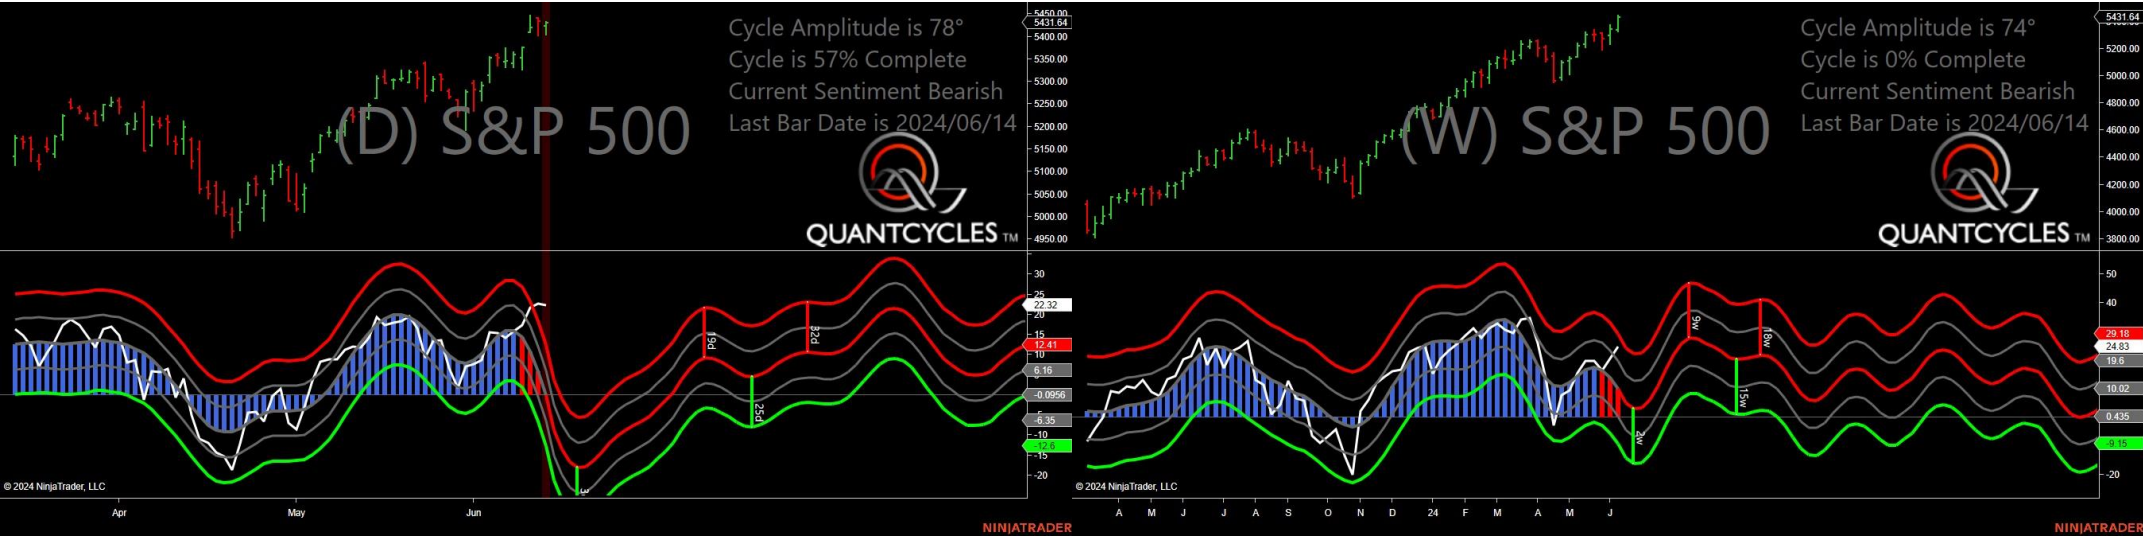 Cycle Amplitude is 78°
Cycle is 57% Complete
Current Sentiment Bearish
Last Bar Date is 2024/06/14
(D) S&P 500
QUANTCYCLES TM
5450.00
5431.64
5400.00
5350.00
5300.00
5250.00
5200.00
5150.00
5100.00
5050.00
5000.00
4950.00
30
25
22.32
20
15
12.41
10
6.16
-0.0956
-6.35
-10
-12.6
-15
-20
19d
32d
25d
© 2024 NinjaTrader, LLC
Apr
May
Jun
NINJATRADER
Cycle Amplitude is 74°
Cycle is 0% Complete
Current Sentiment Bearish
Last Bar Date is 2024/06/14
(W) S&P 500
QUANTCYCLES TM
5431.64
5200.00
5000.00
4800.00
4600.00
4400.00
4200.00
4000.00
3800.00
50
40
29.18
24.83
19.6
10.02
0.435
-9.15
-20
9w
18w
15w
2w
© 2024 NinjaTrader, LLC
A M J J A S O N D 24 F M A M J
NINJATRADER